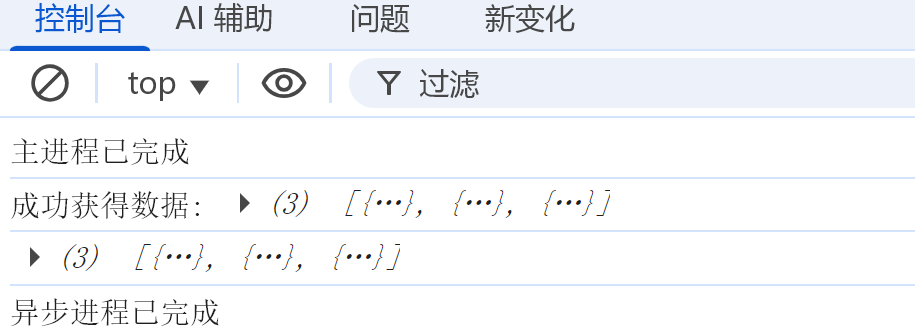 控制台 AI 辅助 问题 新变化
top ▼ 过滤
主进程已完成
成功获得数据： ▶ (3) [{…}, {…}, {…}]
▶ (3) [{…}, {…}, {…}]
异步进程已完成